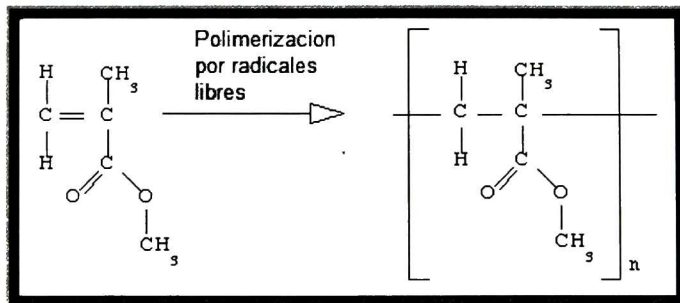 Polimerizacion
por radicales
libres
H CH3
C = C
H C
O O
CH3
H CH3
C C
H C
O O
CH3
n